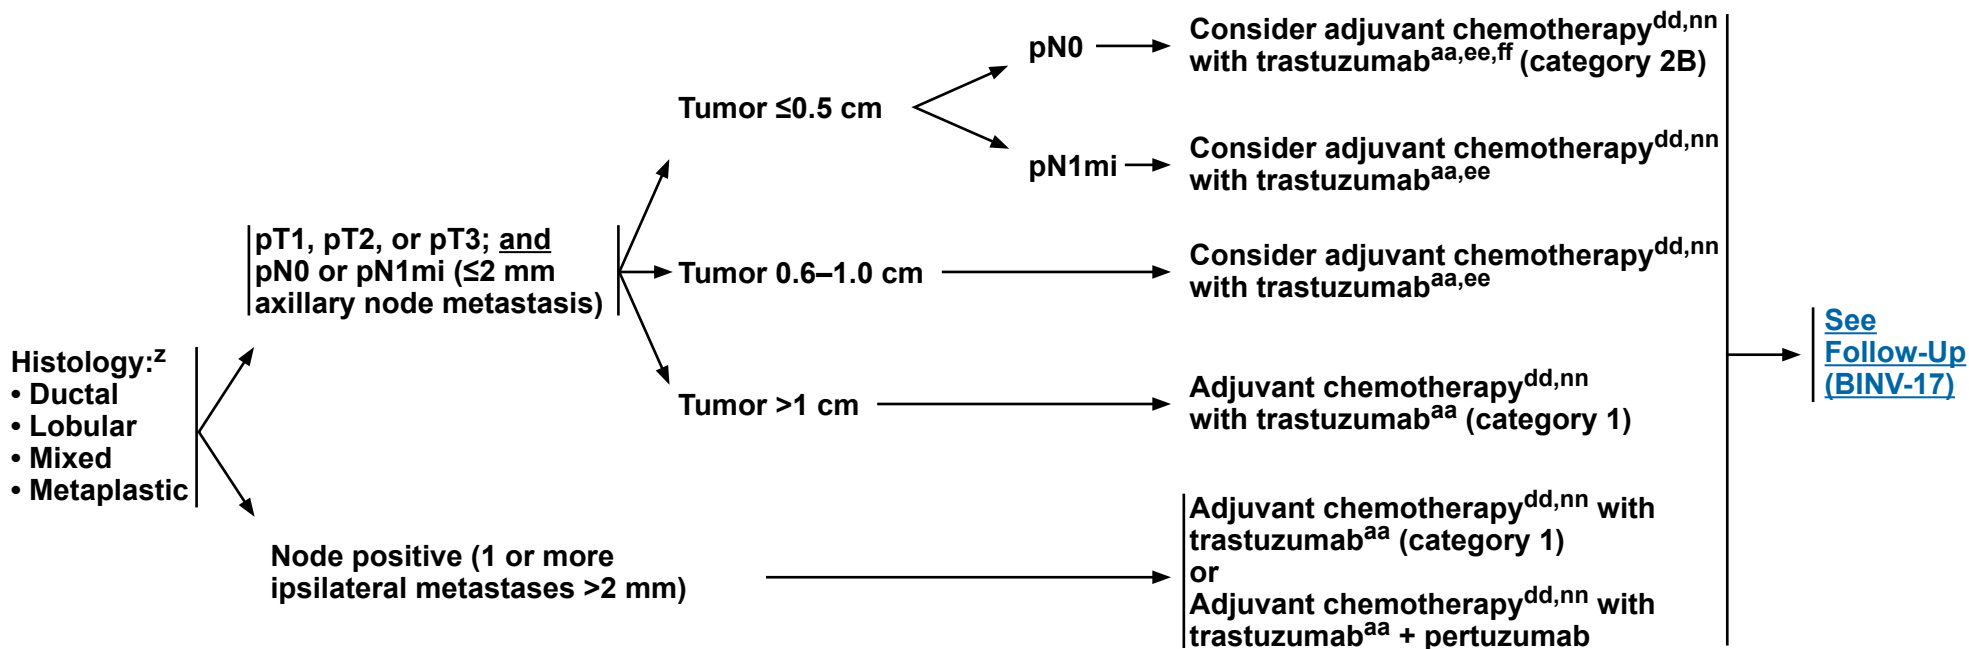 Histology:z
• Ductal
• Lobular
• Mixed
• Metaplastic
pT1, pT2, or pT3; and
pN0 or pN1mi (≤2 mm
axillary node metastasis)
Tumor ≤0.5 cm
pN0
Consider adjuvant chemotherapydd,nn
with trastuzumabaa,ee,ff (category 2B)
pN1mi
Consider adjuvant chemotherapydd,nn
with trastuzumabaa,ee
Tumor 0.6–1.0 cm
Consider adjuvant chemotherapydd,nn
with trastuzumabaa,ee
Tumor >1 cm
Adjuvant chemotherapydd,nn
with trastuzumabaa (category 1)
Node positive (1 or more
ipsilateral metastases >2 mm)
Adjuvant chemotherapydd,nn with
trastuzumabaa (category 1)
or
Adjuvant chemotherapydd,nn with
trastuzumabaa + pertuzumab
See
Follow-Up
(BINV-17)